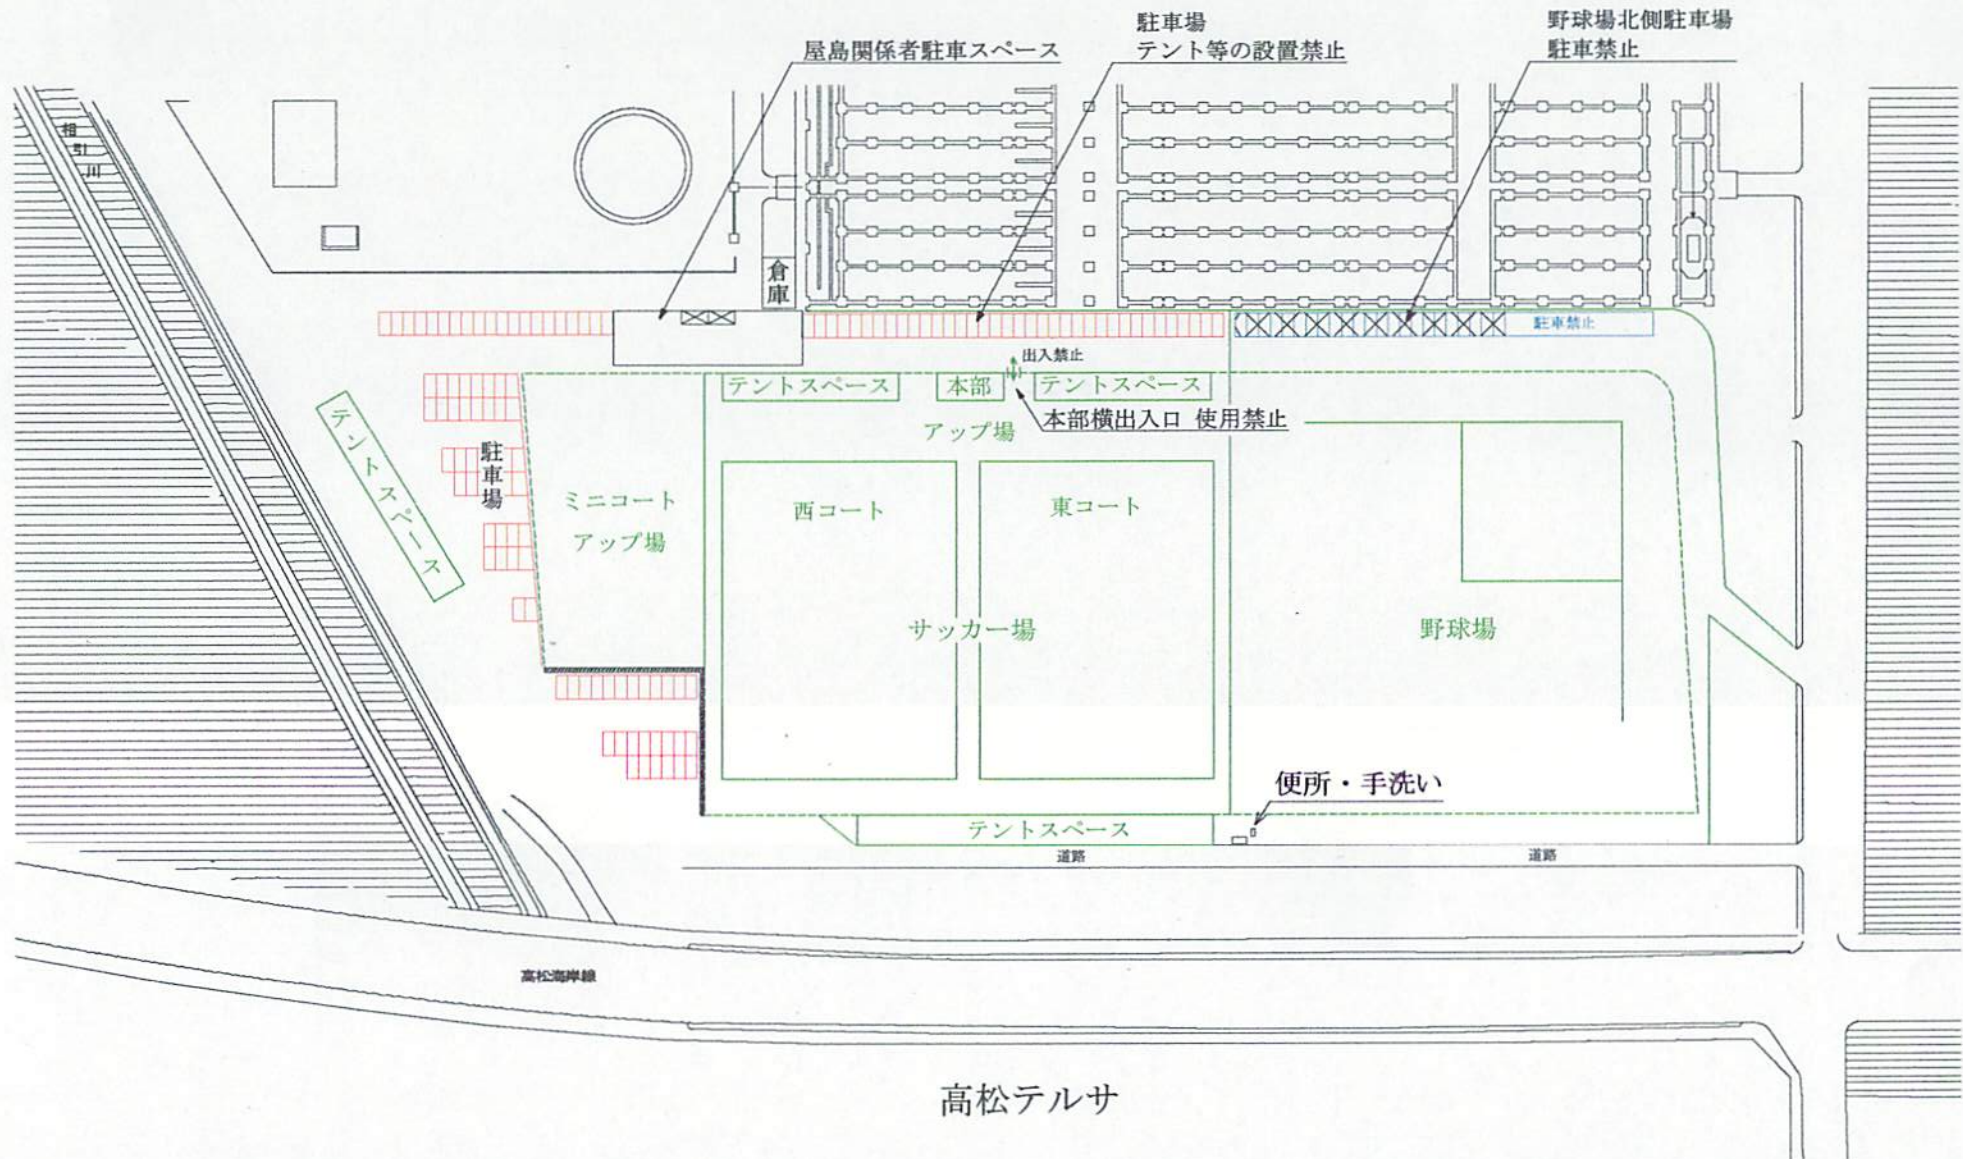 駐車場
テント等の設置禁止
野球場北側駐車場
駐車禁止
屋島関係者駐車スペース
相引川
倉庫
駐車禁止
出入禁止
テントスペース
本部
テントスペース
本部横出入口 使用禁止
アップ場
テントスペース
駐車場
ミニコート
アップ場
西コート
東コート
サッカー場
野球場
便所・手洗い
テントスペース
道路
道路
高松海岸線
高松テルサ